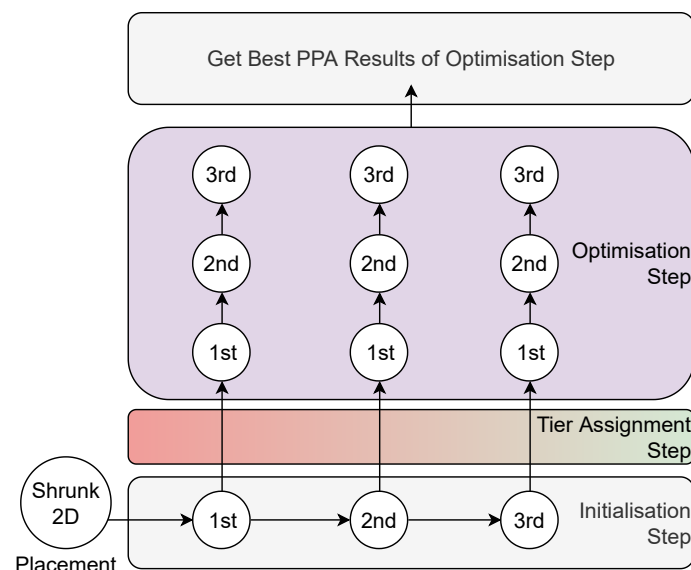 Get Best PPA Results of Optimisation Step
3rd
3rd
3rd
2nd
2nd
2nd
Optimisation
Step
1st
1st
1st
Tier Assignment
Step
Shrunk
2D
Placement
1st
2nd
3rd
Initialisation
Step